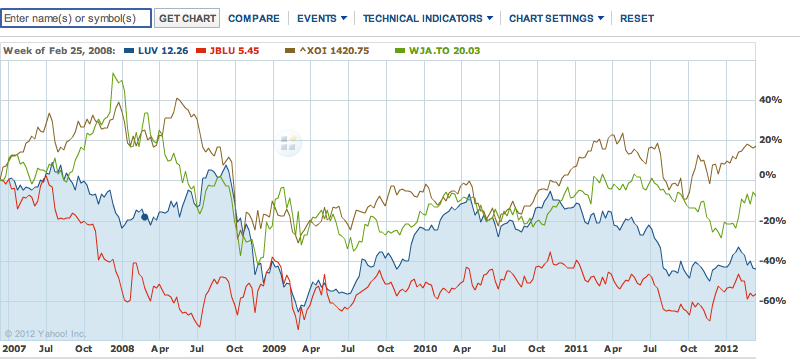 Enter name(s) or symbol(s) GET CHART COMPARE EVENTS TECHNICAL INDICATORS CHART SETTINGS RESET
Week of Feb 25, 2008: LUV 12.26 JBLU 5.45 ^XOI 1420.75 WJA.TO 20.03
40%
20%
0%
-20%
-40%
-60%
© 2012 Yahoo! Inc.
2007 Jul Oct 2008 Apr Jul Oct 2009 Apr Jul Oct 2010 Apr Jul Oct 2011 Apr Jul Oct 2012